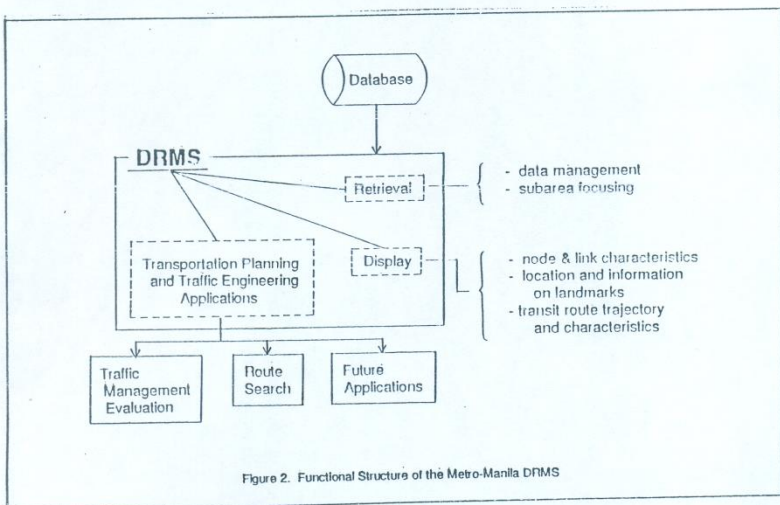 Database
DRMS
Retrieval
- data management
- subarea focusing
Transportation Planning
and Traffic Engineering
Applications
Display
- node & link characteristics
- location and information
on landmarks
- transit route trajectory
and characteristics
Traffic
Management
Evaluation
Route
Search
Future
Applications
Figure 2. Functional Structure of the Metro-Manila DRMS